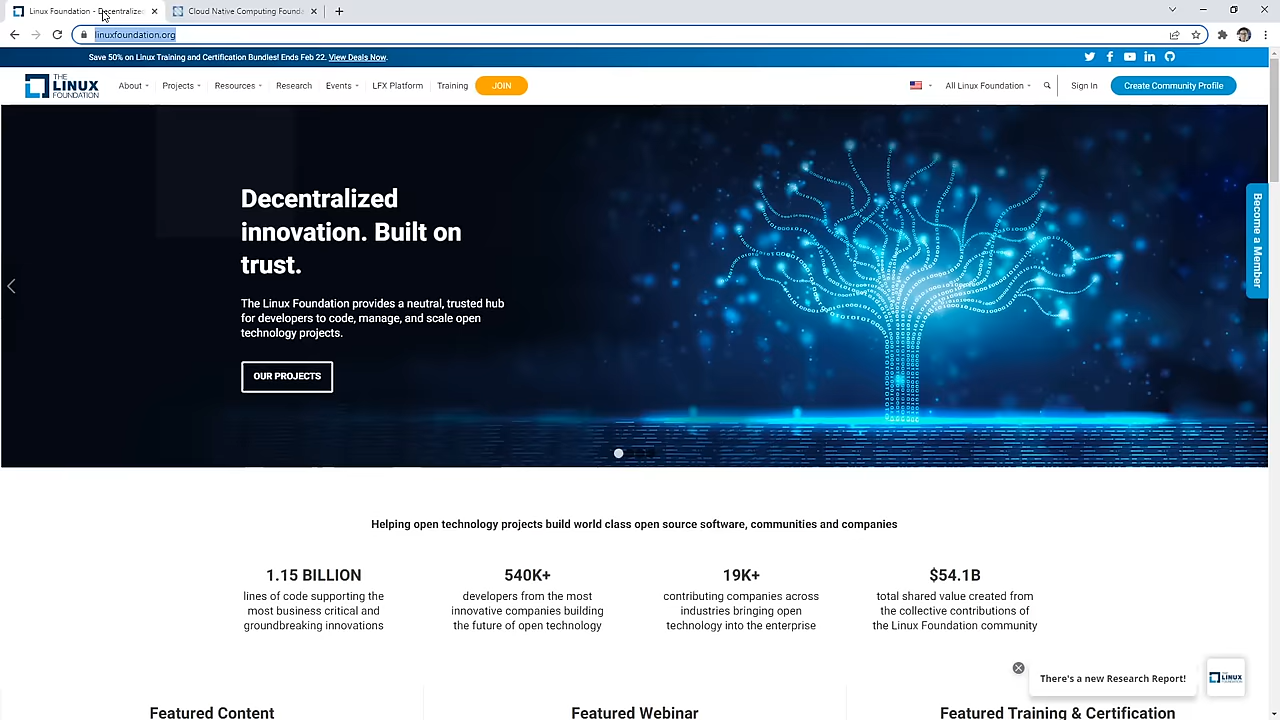 Linux Foundation - Decentralized
Cloud Native Computing Founda
linuxfoundation.org
Save 50% on Linux Training and Certification Bundles! Ends Feb 22. View Deals Now.
THE
LINUX
FOUNDATION
About
Projects
Resources
Research
Events
LFX Platform
Training
JOIN
All Linux Foundation
Sign In
Create Community Profile
Decentralized
innovation. Built on
trust.
The Linux Foundation provides a neutral, trusted hub
for developers to code, manage, and scale open
technology projects.
OUR PROJECTS
Become a Member
Helping open technology projects build world class open source software, communities and companies
1.15 BILLION
lines of code supporting the
most business critical and
groundbreaking innovations
540K+
developers from the most
innovative companies building
the future of open technology
19K+
contributing companies across
industries bringing open
technology into the enterprise
$54.1B
total shared value created from
the collective contributions of
the Linux Foundation community
There's a new Research Report!
THE
LINUX
FOUNDATION
Featured Content
Featured Webinar
Featured Training & Certification